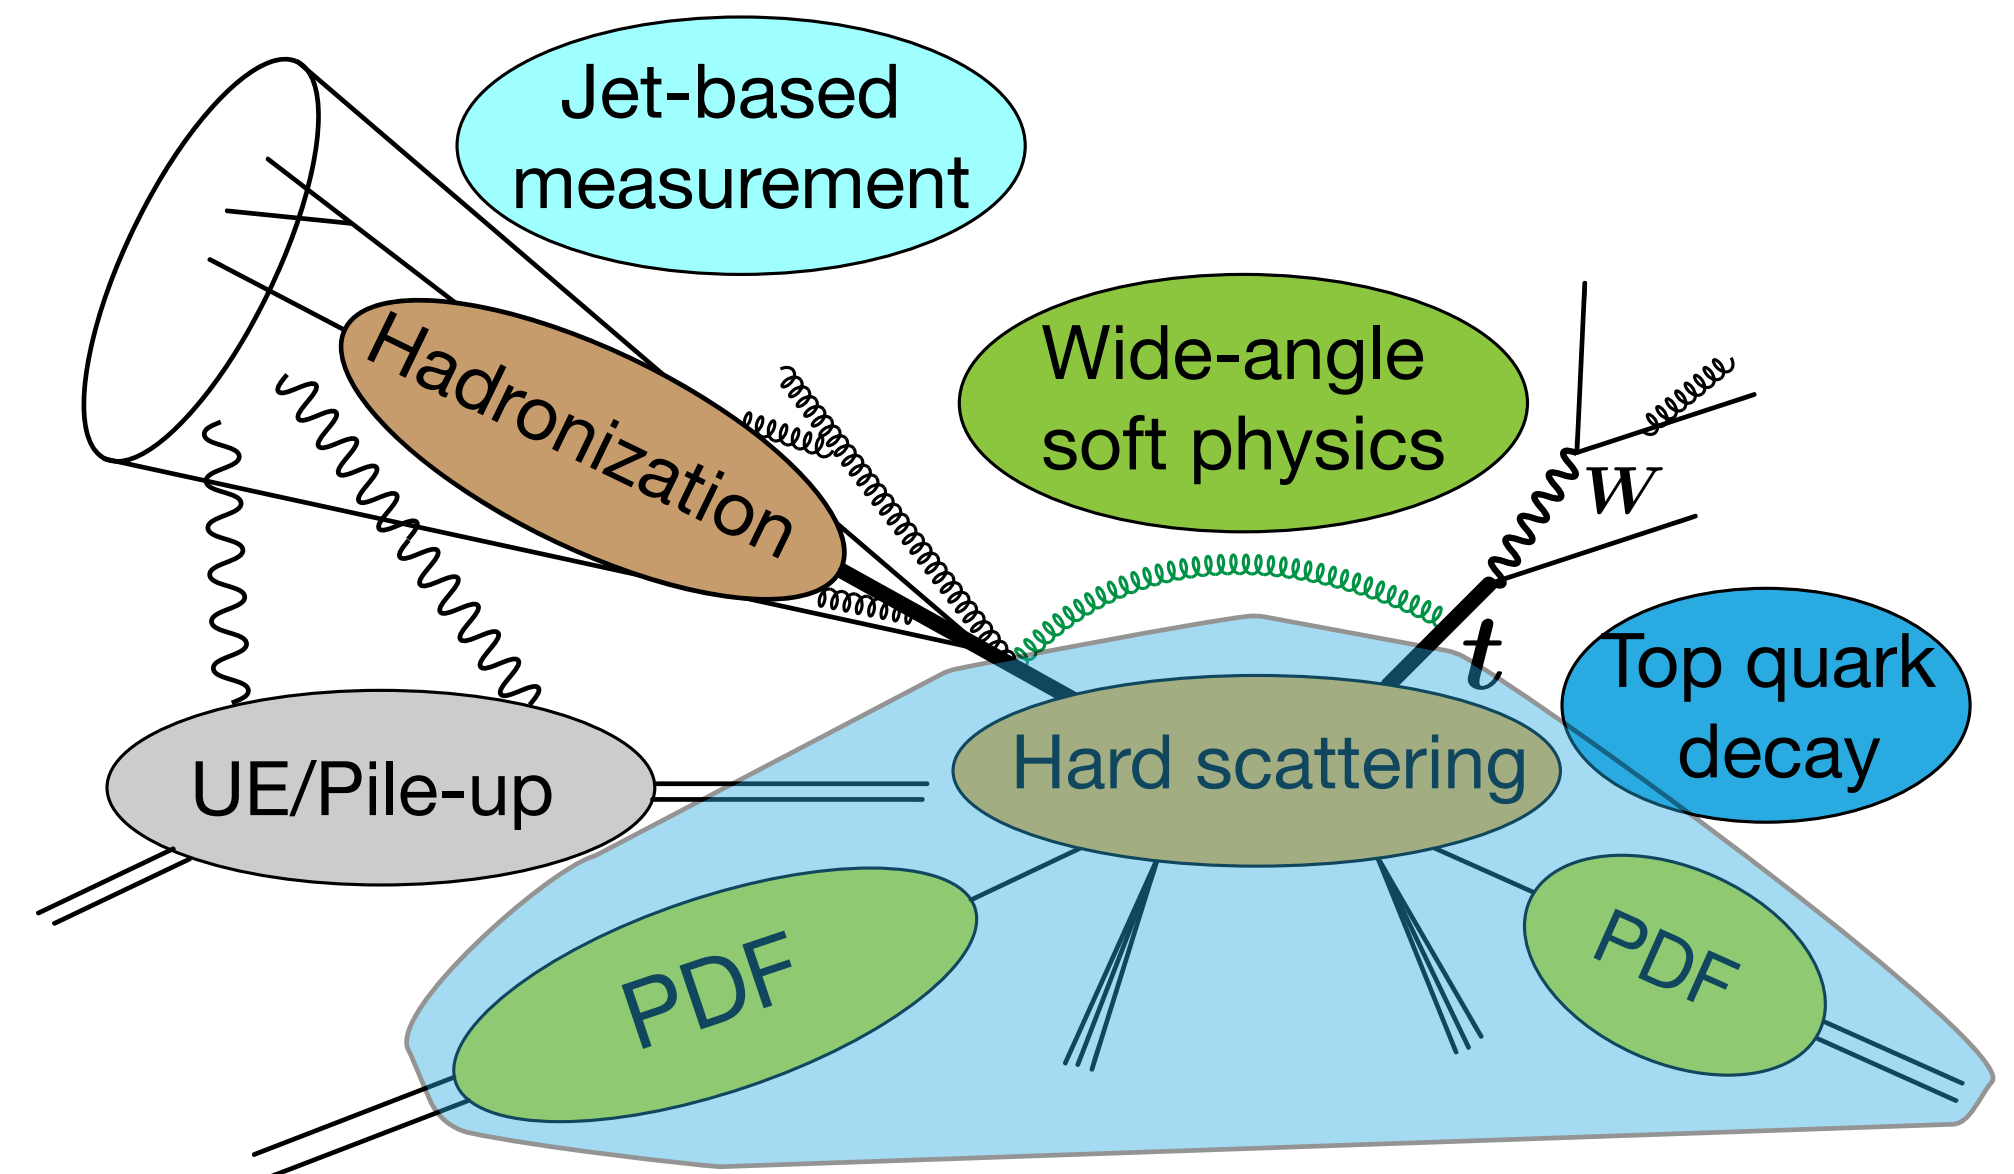 Jet-based
measurement
Hadronization
Wide-angle
soft physics
W
t
Top quark
decay
UE/Pile-up
Hard scattering
PDF
PDF